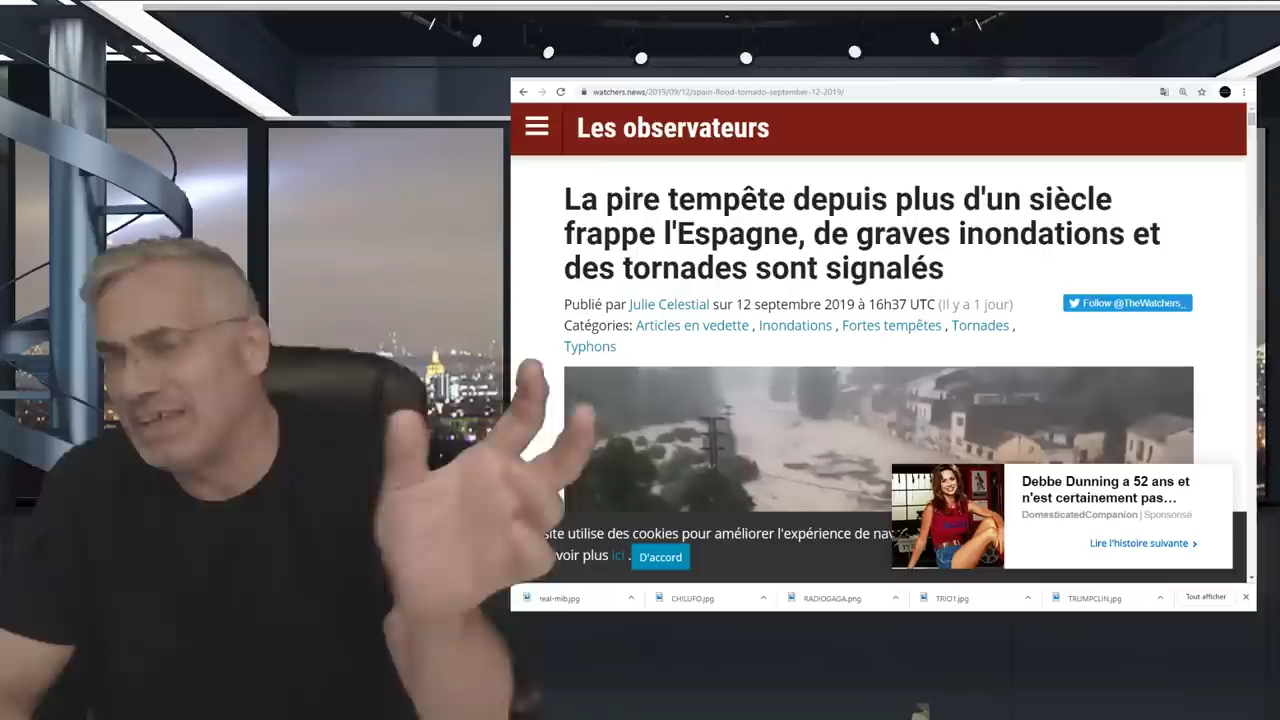 watchers.news/2019/09/12/spain-flood-tornado-september-12-2019/
Les observateurs
La pire tempête depuis plus d'un siècle
frappe l'Espagne, de graves inondations et
des tornades sont signalés
Publié par Julie Celestial sur 12 septembre 2019 à 16h37 UTC (Il y a 1 jour)
Follow @TheWatchers_
Catégories: Articles en vedette , Inondations , Fortes tempêtes , Tornades ,
Typhons
Debbe Dunning a 52 ans et
n'est certainement pas…
DomesticatedCompanion | Sponsorisé
Lire l'histoire suivante ›
site utilise des cookies pour améliorer l'expérience de nav
voir plus ici . D'accord
real-mib.jpg
CHILUFO.jpg
RADIOGAGA.png
TRIO1.jpg
TRUMPCLIN.jpg
Tout afficher